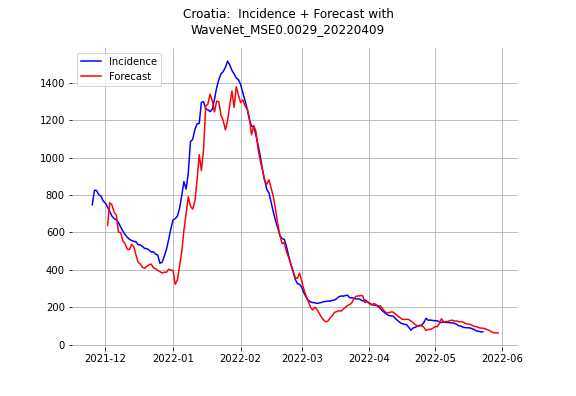 Croatia:  Incidence + Forecast with
WaveNet_MSE0.0029_20220409
Incidence
Forecast
1400
1200
1000
800
600
400
200
0
2021-12 2022-01 2022-02 2022-03 2022-04 2022-05 2022-06